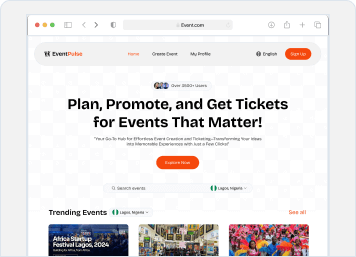 Event.com
EventPulse
Home Create Event My Profile English Sign Up
Over 3000+ Users
Plan, Promote, and Get Tickets
for Events That Matter!
"Your Go-To Hub for Effortless Event Creation and Ticketing—Transforming Your Ideas
into Memorable Experiences with Just a Few Clicks!"
Explore Now
Search events Lagos, Nigeria
Trending Events Lagos, Nigeria See all
Africa Startup
Festival Lagos, 2024